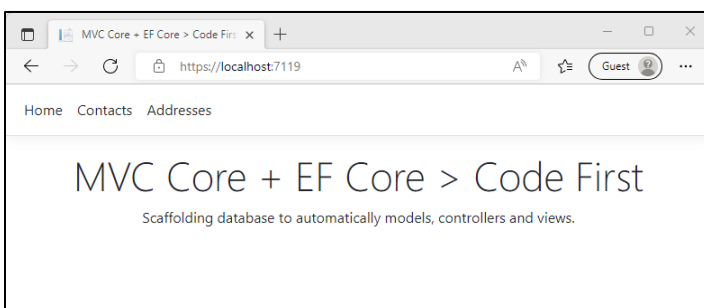 MVC Core + EF Core > Code Firs
https://localhost:7119
Guest
Home Contacts Addresses
MVC Core + EF Core > Code First
Scaffolding database to automatically models, controllers and views.